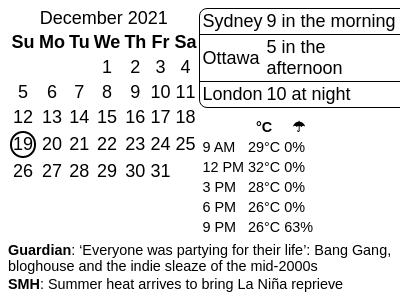 December 2021
Su Mo Tu We Th Fr Sa
1 2 3 4
5 6 7 8 9 10 11
12 13 14 15 16 17 18
19 20 21 22 23 24 25
26 27 28 29 30 31
Sydney 9 in the morning
Ottawa 5 in the
afternoon
London 10 at night
°C ☂
9 AM 29°C 0%
12 PM 32°C 0%
3 PM 28°C 0%
6 PM 26°C 0%
9 PM 26°C 63%
Guardian: ‘Everyone was partying for their life’: Bang Gang,
bloghouse and the indie sleaze of the mid-2000s
SMH: Summer heat arrives to bring La Niña reprieve